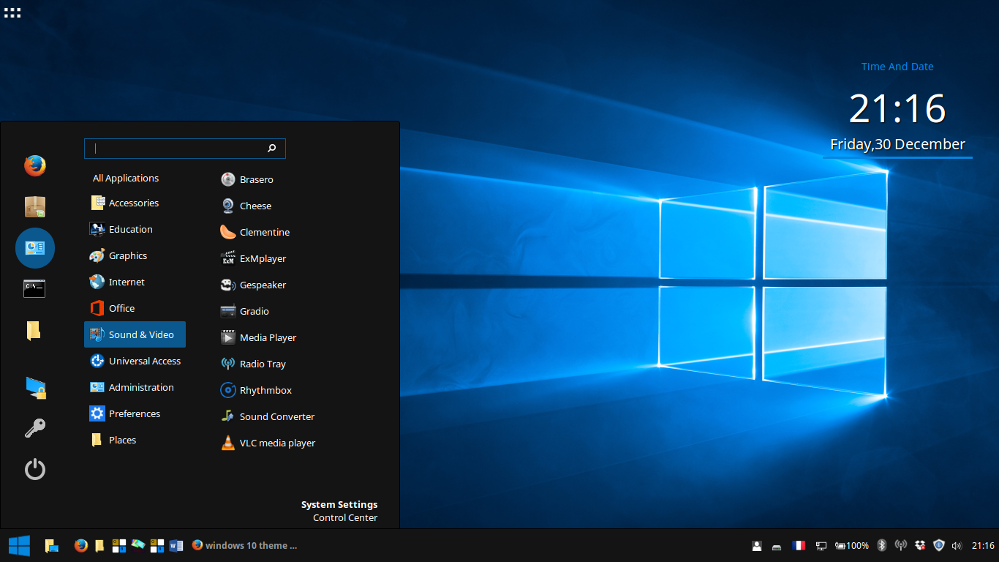 Time And Date
21:16
Friday,30 December
All Applications
Accessories
Education
Graphics
Internet
Office
Sound & Video
Universal Access
Administration
Preferences
Places
Brasero
Cheese
Clementine
ExMplayer
Gespeaker
Gradio
Media Player
Radio Tray
Rhythmbox
Sound Converter
VLC media player
System Settings
Control Center
windows 10 theme ...
100%
21:16